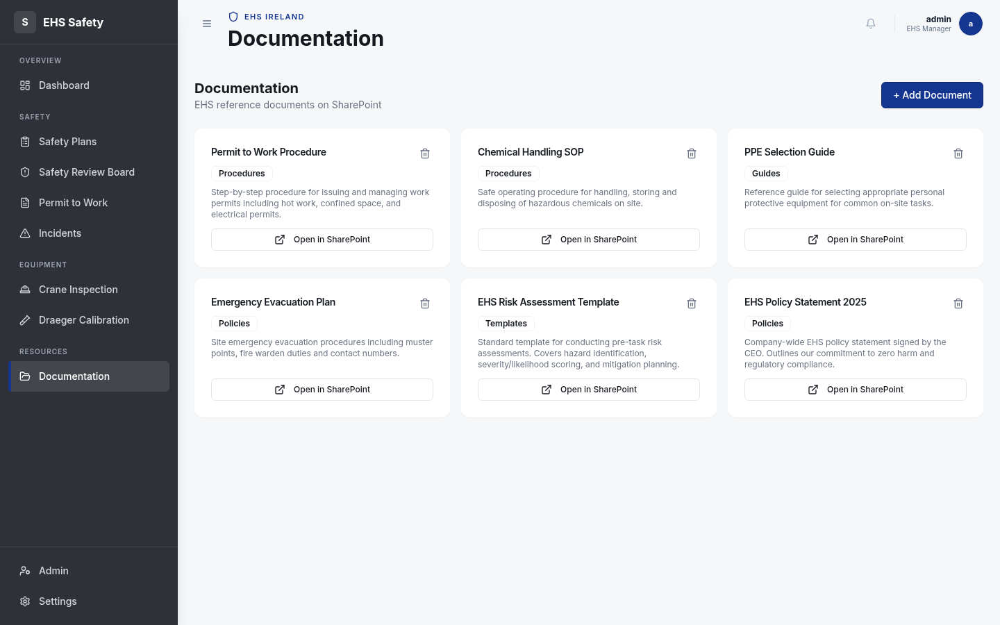 S
EHS Safety
OVERVIEW
Dashboard
SAFETY
Safety Plans
Safety Review Board
Permit to Work
Incidents
EQUIPMENT
Crane Inspection
Draeger Calibration
RESOURCES
Documentation
Admin
Settings
EHS IRELAND
Documentation
admin
EHS Manager
a
Documentation
EHS reference documents on SharePoint
+ Add Document
Permit to Work Procedure
Procedures
Step-by-step procedure for issuing and managing work
permits including hot work, confined space, and
electrical permits.
Open in SharePoint
Chemical Handling SOP
Procedures
Safe operating procedure for handling, storing and
disposing of hazardous chemicals on site.
Open in SharePoint
PPE Selection Guide
Guides
Reference guide for selecting appropriate personal
protective equipment for common on-site tasks.
Open in SharePoint
Emergency Evacuation Plan
Policies
Site emergency evacuation procedures including muster
points, fire warden duties and contact numbers.
Open in SharePoint
EHS Risk Assessment Template
Templates
Standard template for conducting pre-task risk
assessments. Covers hazard identification,
severity/likelihood scoring, and mitigation planning.
Open in SharePoint
EHS Policy Statement 2025
Policies
Company-wide EHS policy statement signed by the
CEO. Outlines our commitment to zero harm and
regulatory compliance.
Open in SharePoint